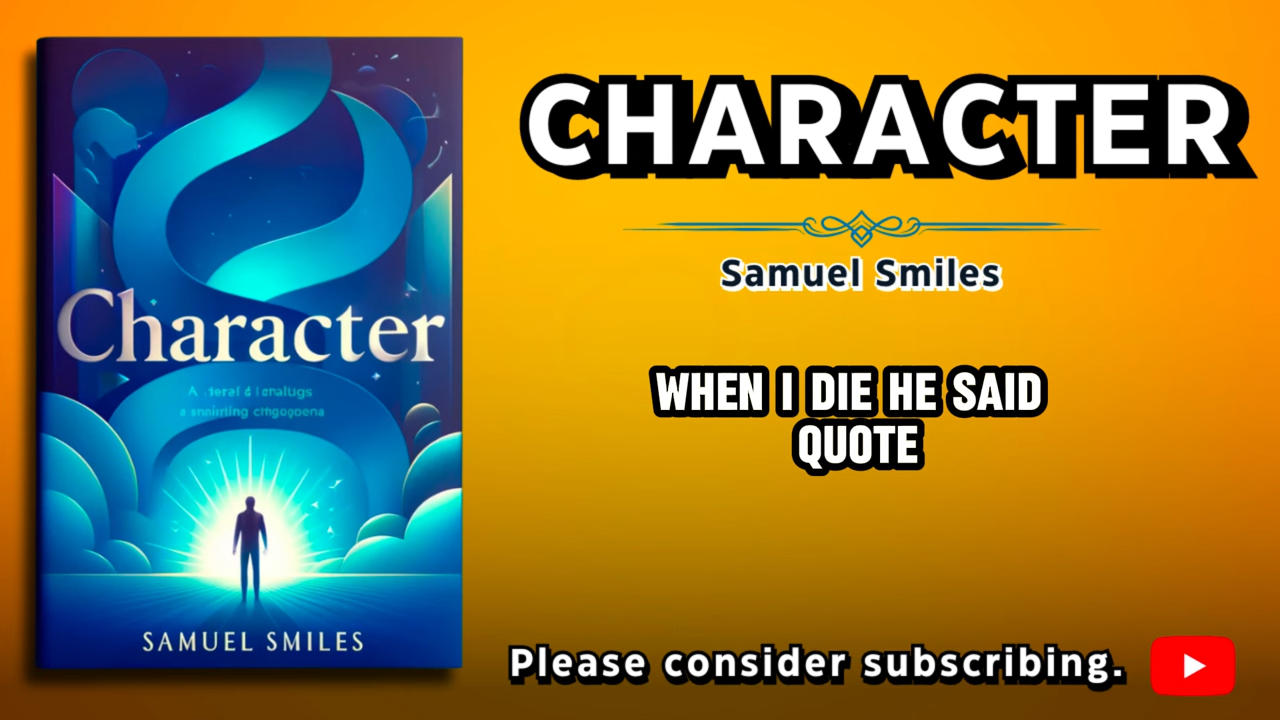 Character
SAMUEL SMILES
CHARACTER
Samuel Smiles
WHEN I DIE HE SAID
QUOTE
Please consider subscribing.